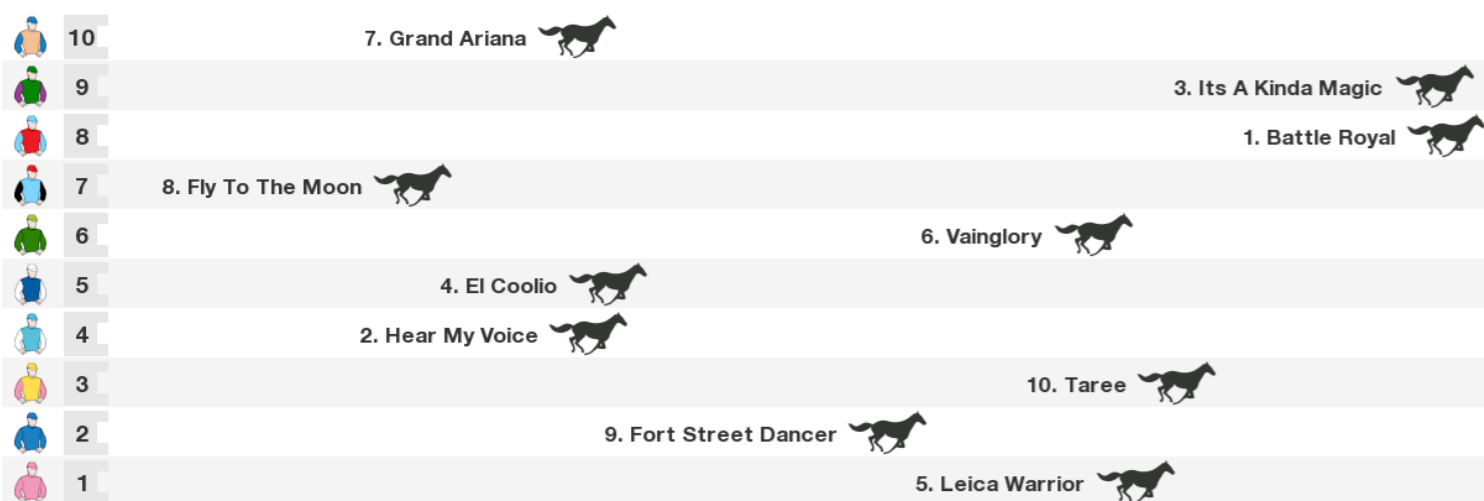 10 7. Grand Ariana
9 3. Its A Kinda Magic
8 1. Battle Royal
7 8. Fly To The Moon
6 6. Vainglory
5 4. El Coolio
4 2. Hear My Voice
3 10. Taree
2 9. Fort Street Dancer
1 5. Leica Warrior